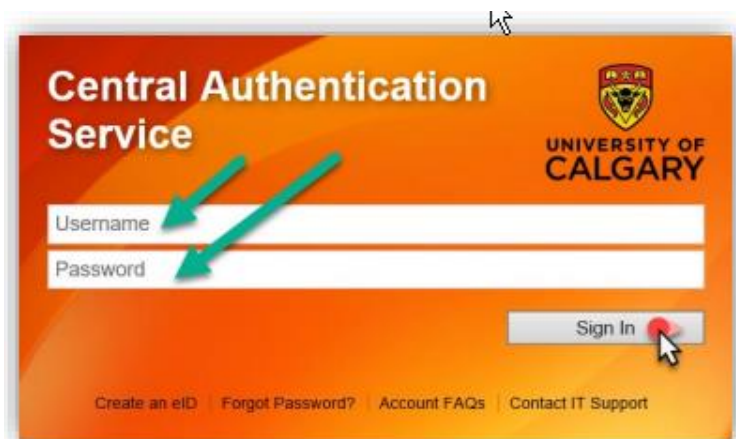 Central Authentication
Service
UNIVERSITY OF
CALGARY
Username
Password
Sign In
Create an eID | Forgot Password? | Account FAQs | Contact IT Support